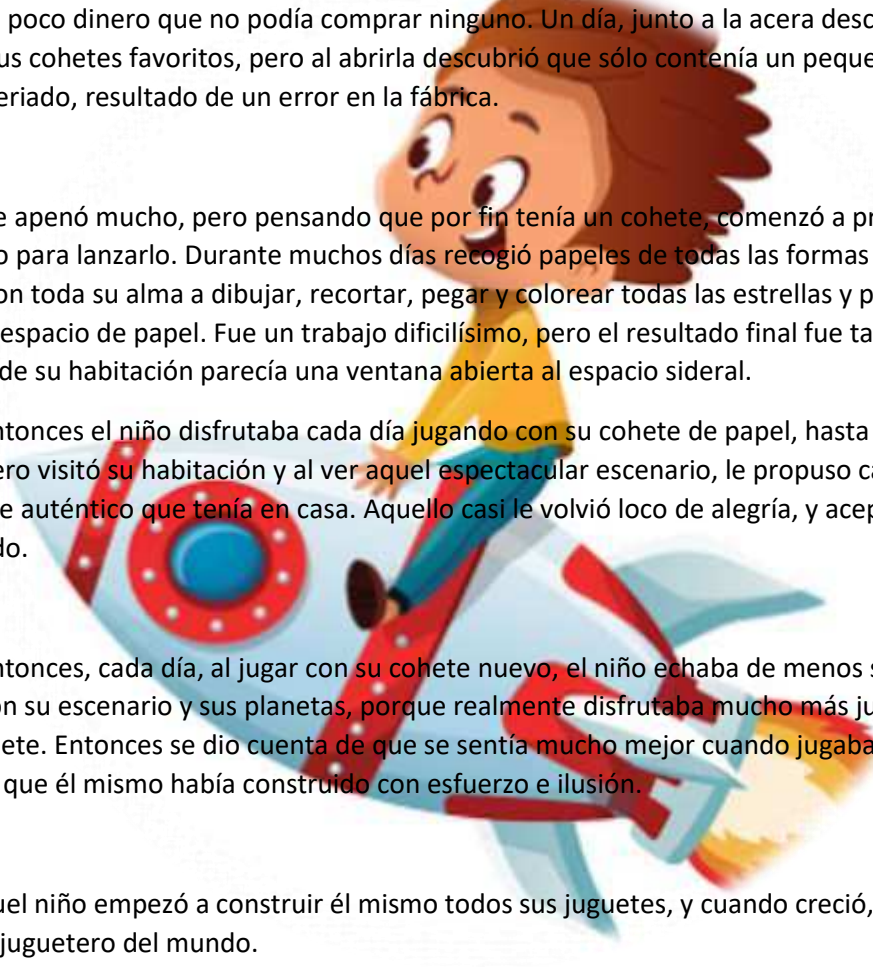 poco dinero que no podía comprar ninguno. Un día, junto a la acera desc
us cohetes favoritos, pero al abrirla descubrió que sólo contenía un peque
eriado, resultado de un error en la fábrica.
e apenó mucho, pero pensando que por fin tenía un cohete, comenzó a pr
o para lanzarlo. Durante muchos días recogió papeles de todas las formas
on toda su alma a dibujar, recortar, pegar y colorear todas las estrellas y p
espacio de papel. Fue un trabajo dificilísimo, pero el resultado final fue ta
de su habitación parecía una ventana abierta al espacio sideral.
ntonces el niño disfrutaba cada día jugando con su cohete de papel, hasta
ero visitó su habitación y al ver aquel espectacular escenario, le propuso ca
e auténtico que tenía en casa. Aquello casi le volvió loco de alegría, y acep
do.
ntonces, cada día, al jugar con su cohete nuevo, el niño echaba de menos s
on su escenario y sus planetas, porque realmente disfrutaba mucho más ju
ete. Entonces se dio cuenta de que se sentía mucho mejor cuando jugaba
que él mismo había construido con esfuerzo e ilusión.
uel niño empezó a construir él mismo todos sus juguetes, y cuando creció,
juguetero del mundo.